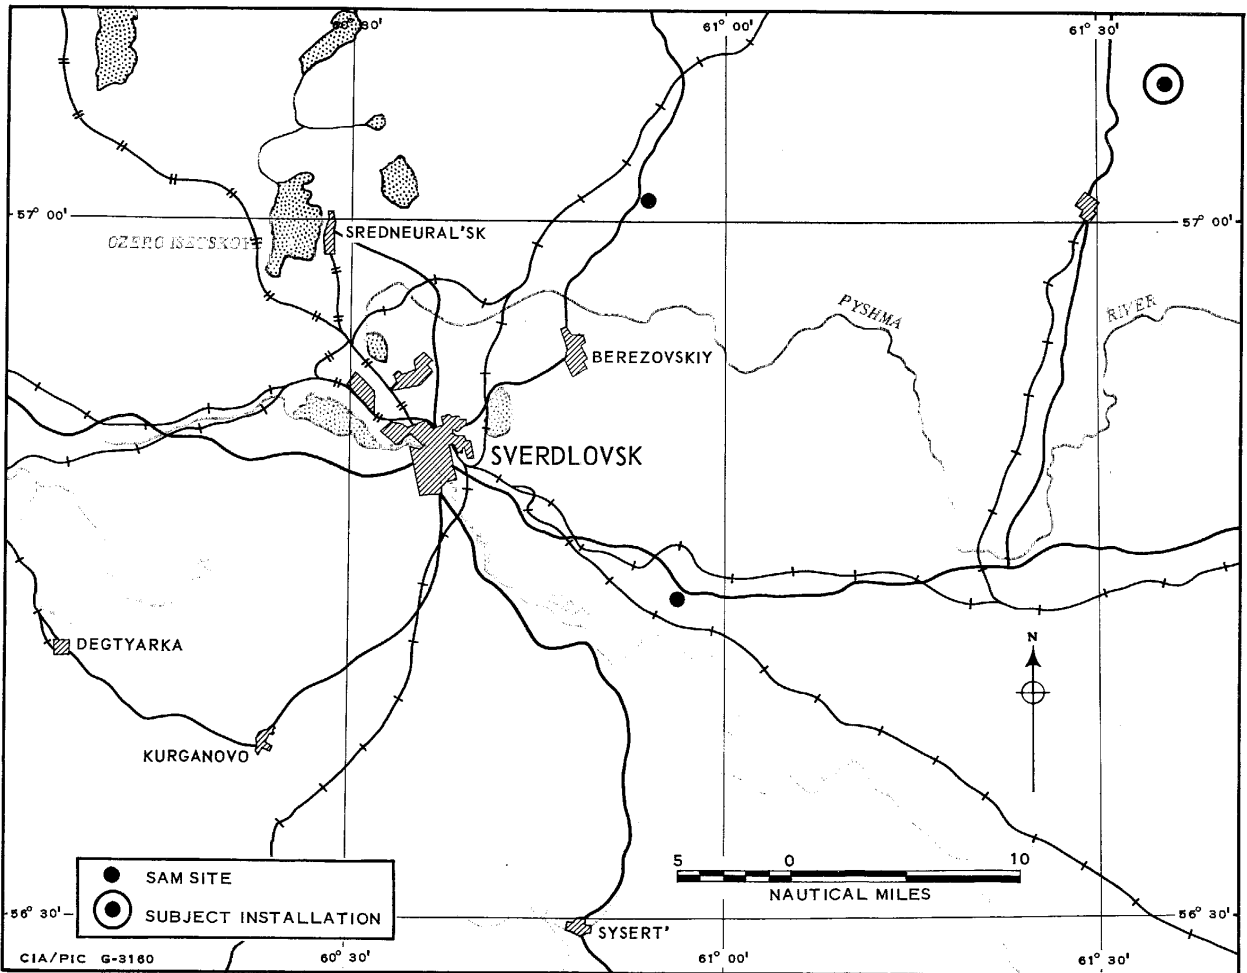 60° 30'
61° 00'
61° 30'
57° 00'
57° 00'
SREDNEURAL'SK
OZERO ISETSKOYE
PYSHMA
RIVER
BEREZOVSKIY
SVERDLOVSK
DEGTYARKA
N
KURGANOVO
5 0 10
NAUTICAL MILES
SAM SITE
SUBJECT INSTALLATION
56° 30'
56° 30'
SYSERT'
CIA/PIC G-3160
60° 30'
61° 00'
61° 30'